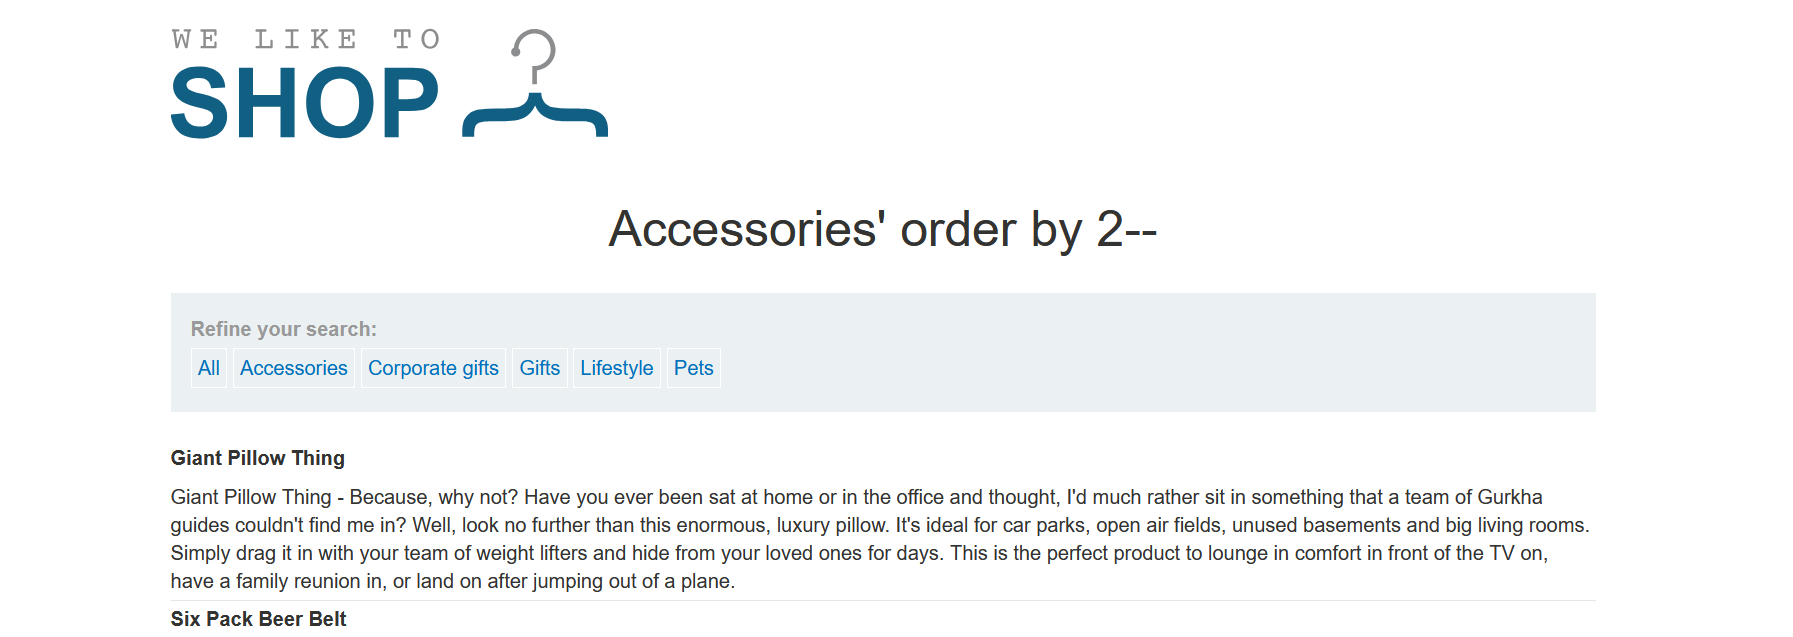 WE LIKE TO
SHOP
Accessories' order by 2--
Refine your search:
All Accessories Corporate gifts Gifts Lifestyle Pets
Giant Pillow Thing
Giant Pillow Thing - Because, why not? Have you ever been sat at home or in the office and thought, I'd much rather sit in something that a team of Gurkha
guides couldn't find me in? Well, look no further than this enormous, luxury pillow. It's ideal for car parks, open air fields, unused basements and big living rooms.
Simply drag it in with your team of weight lifters and hide from your loved ones for days. This is the perfect product to lounge in comfort in front of the TV on,
have a family reunion in, or land on after jumping out of a plane.
Six Pack Beer Belt